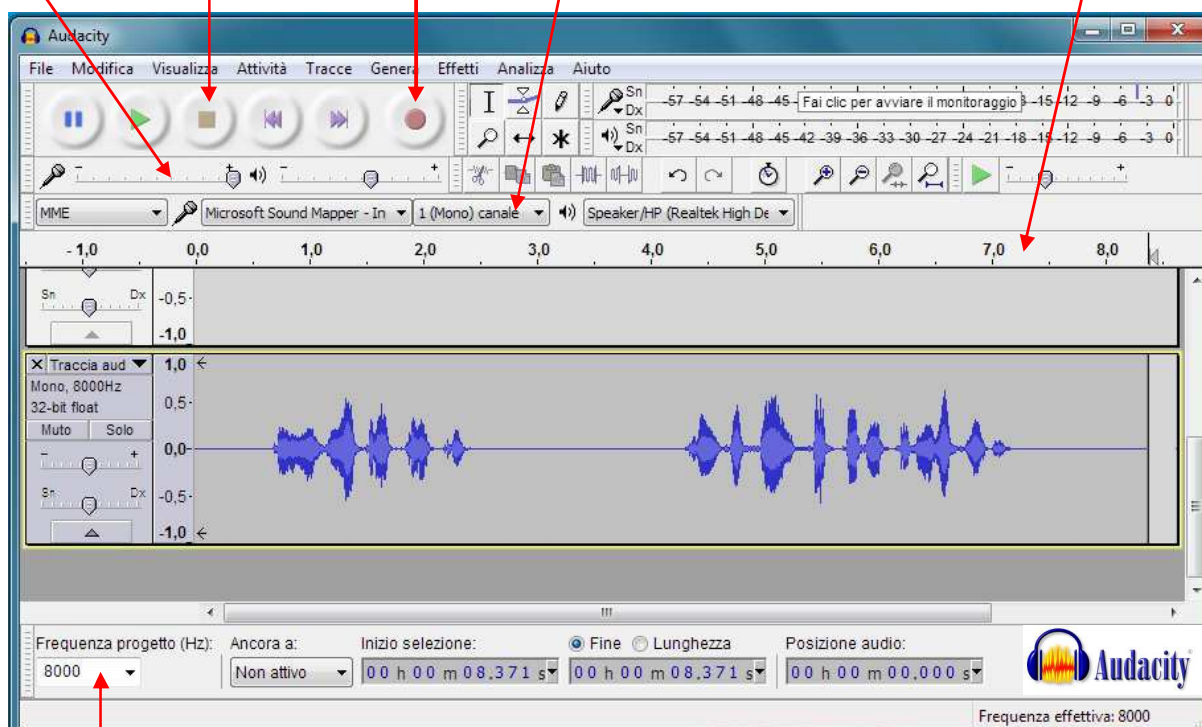 Audacity
File Modifica Visualizza Attività Tracce Genera Effetti Analizza Aiuto
Sn Dx -57 -54 -51 -48 -45 Fai clic per avviare il monitoraggio -15 -12 -9 -6 -3 0
Sn Dx -57 -54 -51 -48 -45 -42 -39 -36 -33 -30 -27 -24 -21 -18 -15 -12 -9 -6 -3 0
- + - + - +
MME Microsoft Sound Mapper - In 1 (Mono) canale Speaker/HP (Realtek High De
- 1,0 0,0 1,0 2,0 3,0 4,0 5,0 6,0 7,0 8,0
Sn Dx -0,5
-1,0
X Traccia aud 1,0
Mono, 8000Hz
32-bit float 0,5
Muto Solo
- + 0,0
Sn Dx -0,5
-1,0
Frequenza progetto (Hz): Ancora a: Inizio selezione: Fine Lunghezza Posizione audio:
8000 Non attivo 00 h 00 m 08,371 s 00 h 00 m 08,371 s 00 h 00 m 00,000 s
Audacity
Frequenza effettiva: 8000